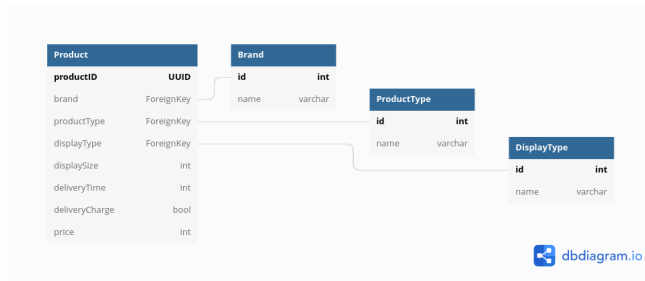 Product
productID UUID
brand ForeignKey
productType ForeignKey
displayType ForeignKey
displaySize int
deliveryTime int
deliveryCharge bool
price int
Brand
id int
name varchar
ProductType
id int
name varchar
DisplayType
id int
name varchar
dbdiagram.io